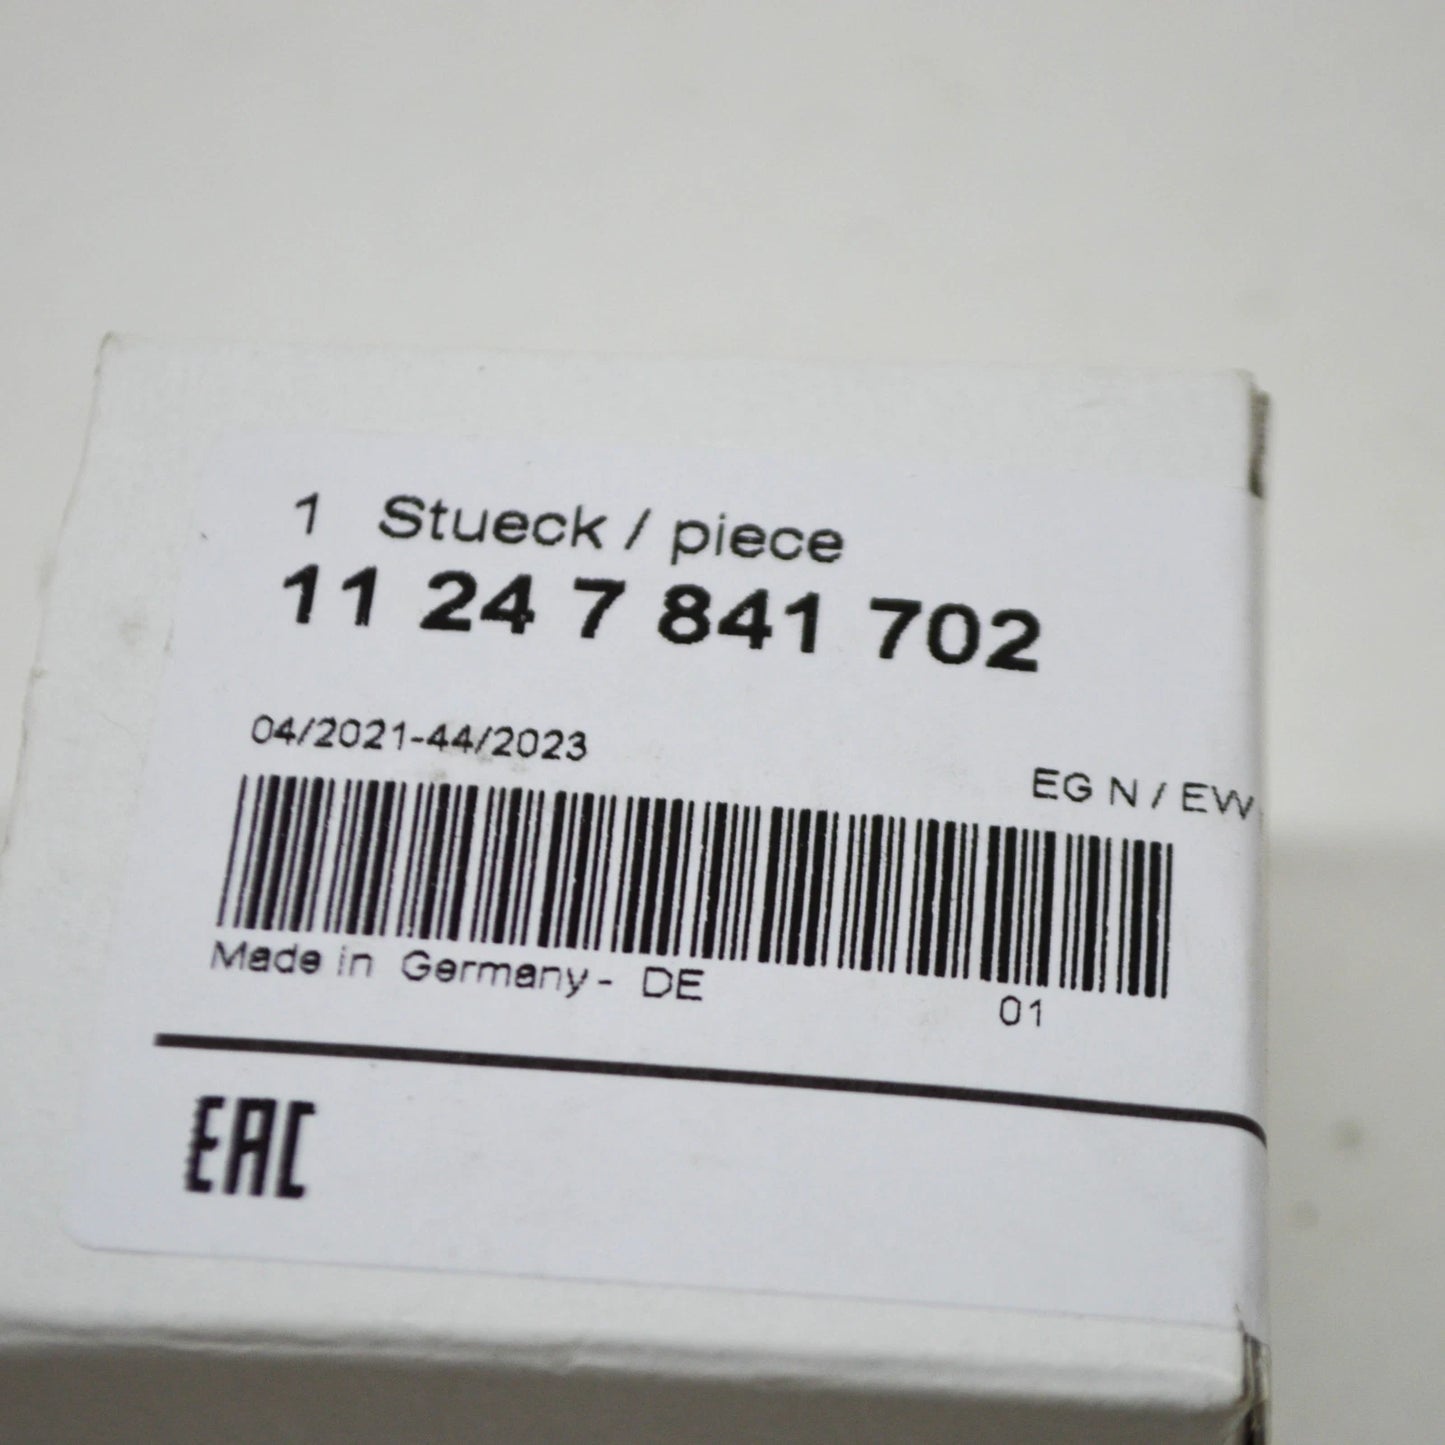 1 Stueck / piece
11 24 7 841 702
04/2021-44/2023
EG N / EW
Made in Germany - DE
01
EAC